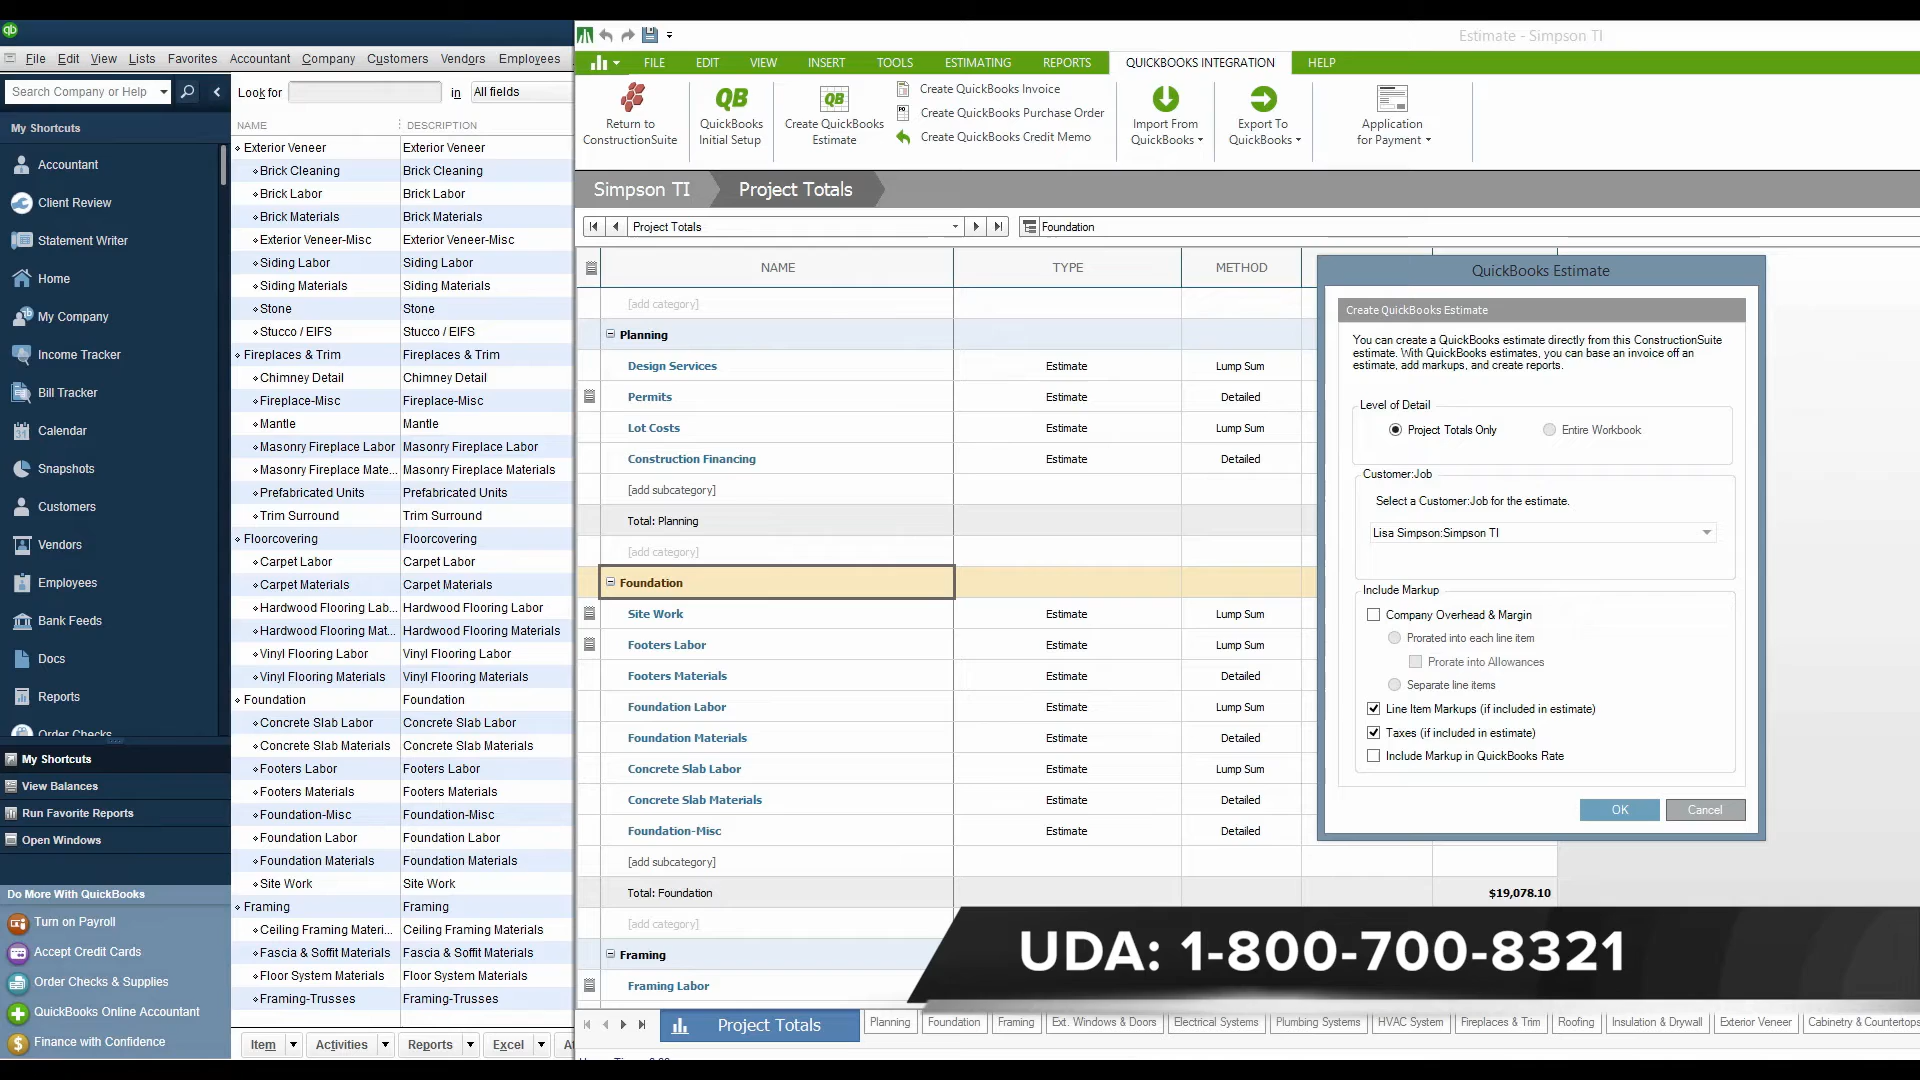 Estimate - Simpson TI
File Edit View Lists Favorites Accountant Company Customers Vendors Employees
FILE EDIT VIEW INSERT TOOLS ESTIMATING REPORTS QUICKBOOKS INTEGRATION HELP
Search Company or Help
Look for in All fields
My Shortcuts
Accountant
Client Review
Statement Writer
Home
My Company
Income Tracker
Bill Tracker
Calendar
Snapshots
Customers
Vendors
Employees
Bank Feeds
Docs
Reports
Order Checks
My Shortcuts
View Balances
Run Favorite Reports
Open Windows
Do More With QuickBooks
Turn on Payroll
Accept Credit Cards
Order Checks & Supplies
QuickBooks Online Accountant
Finance with Confidence
NAME DESCRIPTION
Exterior Veneer Exterior Veneer
Brick Cleaning Brick Cleaning
Brick Labor Brick Labor
Brick Materials Brick Materials
Exterior Veneer-Misc Exterior Veneer-Misc
Siding Labor Siding Labor
Siding Materials Siding Materials
Stone Stone
Stucco / EIFS Stucco / EIFS
Fireplaces & Trim Fireplaces & Trim
Chimney Detail Chimney Detail
Fireplace-Misc Fireplace-Misc
Mantle Mantle
Masonry Fireplace Labor Masonry Fireplace Labor
Masonry Fireplace Mate... Masonry Fireplace Materials
Prefabricated Units Prefabricated Units
Trim Surround Trim Surround
Floorcovering Floorcovering
Carpet Labor Carpet Labor
Carpet Materials Carpet Materials
Hardwood Flooring Lab... Hardwood Flooring Labor
Hardwood Flooring Mat... Hardwood Flooring Materials
Vinyl Flooring Labor Vinyl Flooring Labor
Vinyl Flooring Materials Vinyl Flooring Materials
Foundation Foundation
Concrete Slab Labor Concrete Slab Labor
Concrete Slab Materials Concrete Slab Materials
Footers Labor Footers Labor
Footers Materials Footers Materials
Foundation-Misc Foundation-Misc
Foundation Labor Foundation Labor
Foundation Materials Foundation Materials
Site Work Site Work
Framing Framing
Ceiling Framing Materi... Ceiling Framing Materials
Fascia & Soffit Materials Fascia & Soffit Materials
Floor System Materials Floor System Materials
Framing-Trusses Framing-Trusses
Item Activities Reports Excel
Return to
ConstructionSuite
QB
QuickBooks
Initial Setup
QB
Create QuickBooks
Estimate
Create QuickBooks Invoice
Create QuickBooks Purchase Order
Create QuickBooks Credit Memo
Import From
QuickBooks
Export To
QuickBooks
Application
for Payment
Simpson TI Project Totals
Project Totals Foundation
NAME TYPE METHOD
[add category]
Planning
Design Services Estimate Lump Sum
Permits Estimate Detailed
Lot Costs Estimate Lump Sum
Construction Financing Estimate Detailed
[add subcategory]
Total: Planning
[add category]
Foundation
Site Work Estimate Lump Sum
Footers Labor Estimate Lump Sum
Footers Materials Estimate Detailed
Foundation Labor Estimate Lump Sum
Foundation Materials Estimate Detailed
Concrete Slab Labor Estimate Lump Sum
Concrete Slab Materials Estimate Detailed
Foundation-Misc Estimate Detailed
[add subcategory]
Total: Foundation $19,078.10
[add category]
Framing
Framing Labor
QuickBooks Estimate
Create QuickBooks Estimate
You can create a QuickBooks estimate directly from this ConstructionSuite
estimate. With QuickBooks estimates, you can base an invoice off an
estimate, add markups, and create reports.
Level of Detail
Project Totals Only Entire Workbook
Customer:Job
Select a Customer:Job for the estimate.
Lisa Simpson:Simpson TI
Include Markup
Company Overhead & Margin
Prorated into each line item
Prorate into Allowances
Separate line items
Line Item Markups (if included in estimate)
Taxes (if included in estimate)
Include Markup in QuickBooks Rate
OK Cancel
UDA: 1-800-700-8321
Project Totals Planning Foundation Framing Ext. Windows & Doors Electrical Systems Plumbing Systems HVAC System Fireplaces & Trim Roofing Insulation & Drywall Exterior Veneer Cabinetry & Countertops